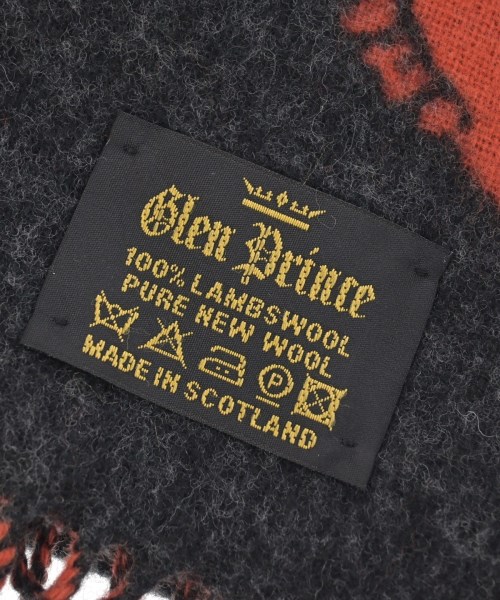 Glen Prince
100% LAMBSWOOL
PURE NEW WOOL
P
MADE IN SCOTLAND